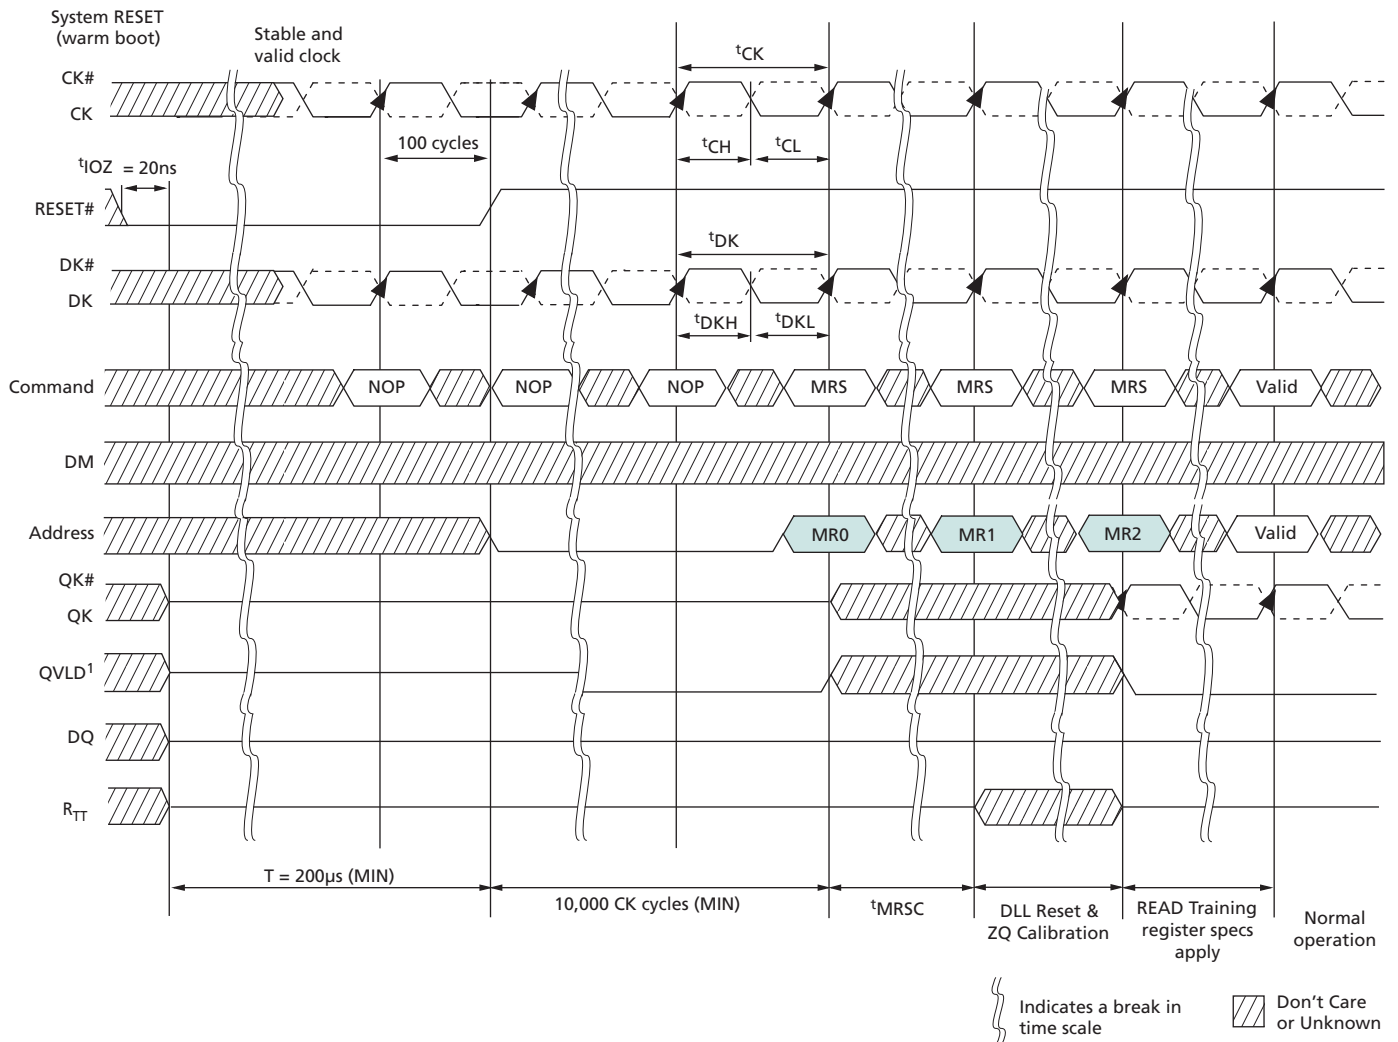 System RESET
(warm boot)
Stable and
valid clock
CK#
CK
tCK
100 cycles
tCH
tCL
tIOZ = 20ns
RESET#
tDK
DK#
DK
tDKH
tDKL
Command
NOP
NOP
NOP
MRS
MRS
MRS
Valid
DM
Address
MR0
MR1
MR2
Valid
QK#
QK
QVLD1
DQ
RTT
T = 200µs (MIN)
10,000 CK cycles (MIN)
tMRSC
DLL Reset &
ZQ Calibration
READ Training
register specs
apply
Normal
operation
Indicates a break in
time scale
Don't Care
or Unknown